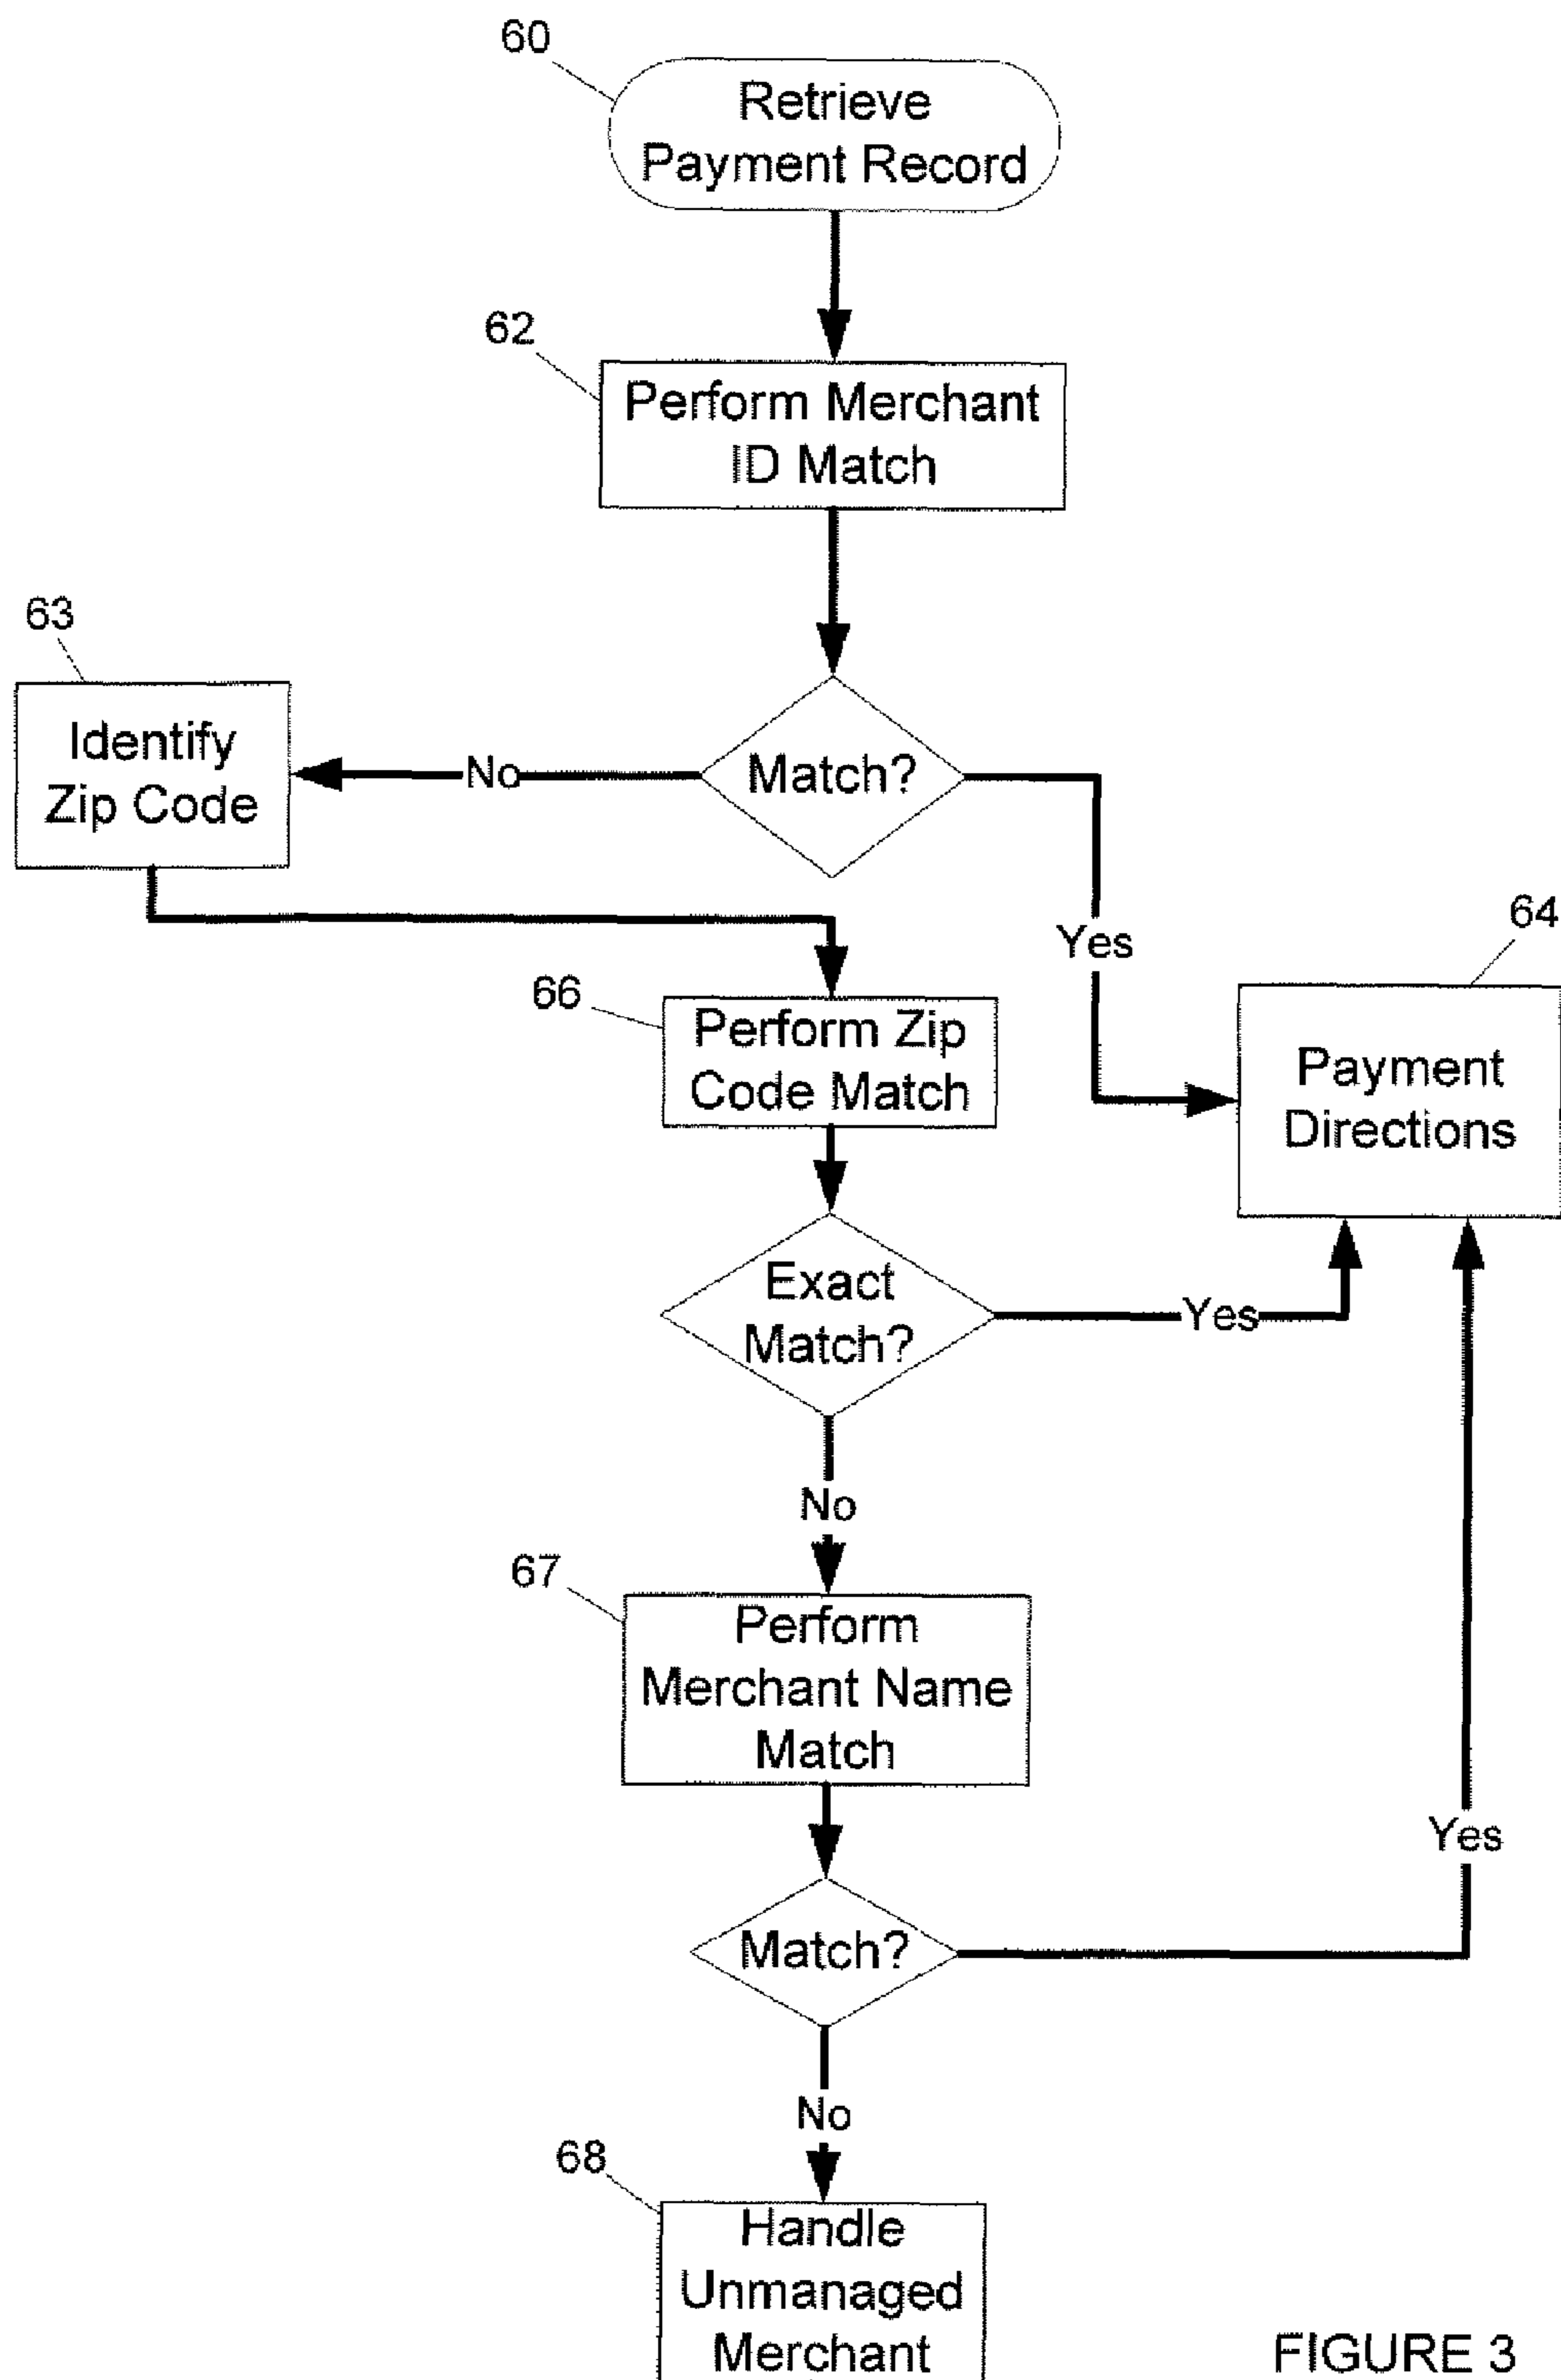 60
Retrieve
Payment Record
62
Perform Merchant
ID Match
63
Identify
Zip Code
No
Match?
Yes
64
Payment
Directions
66
Perform Zip
Code Match
Exact
Match?
Yes
No
67
Perform
Merchant Name
Match
Yes
Match?
No
68
Handle
Unmanaged
Merchant
FIGURE 3